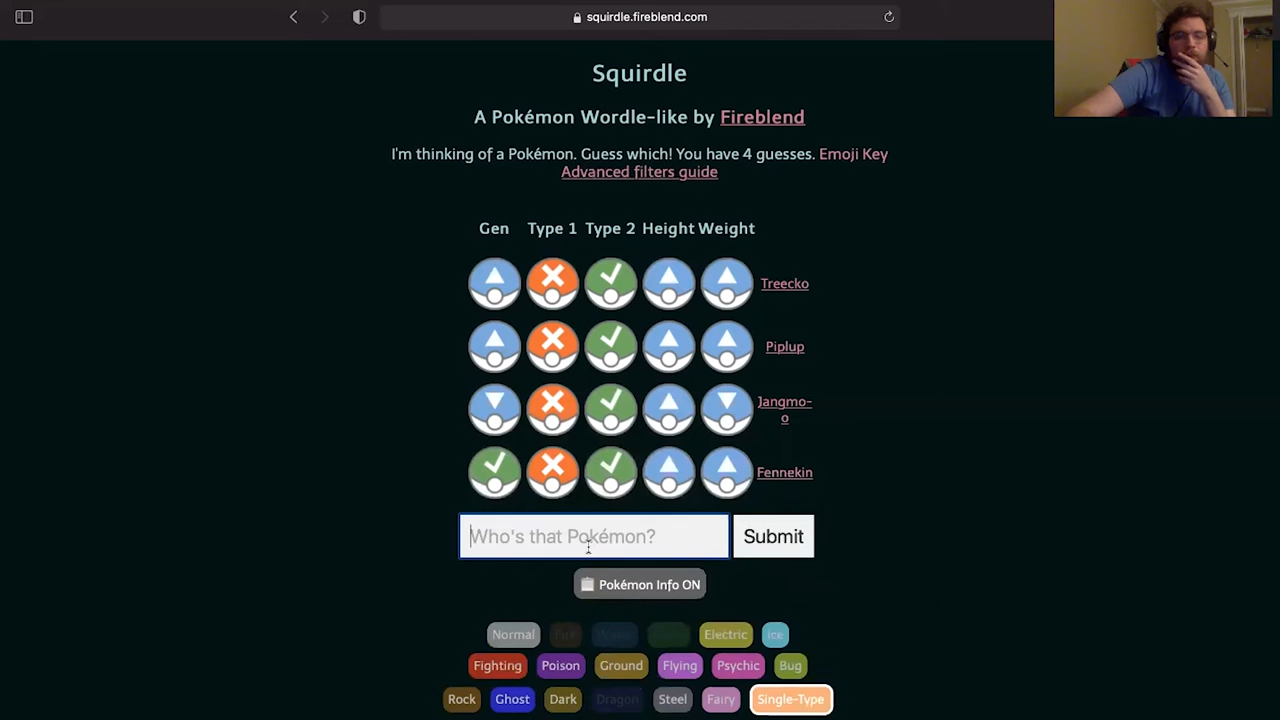 squirdle.fireblend.com
Squirdle
A Pokémon Wordle-like by Fireblend
I'm thinking of a Pokémon. Guess which! You have 4 guesses. Emoji Key
Advanced filters guide
Gen Type 1 Type 2 Height Weight
Treecko
Piplup
Jangmo-
o
Fennekin
Who's that Pokémon? Submit
Pokémon Info ON
Normal Fire Water Electric Ice
Fighting Poison Ground Flying Psychic Bug
Rock Ghost Dark Dragon Steel Fairy Single-Type